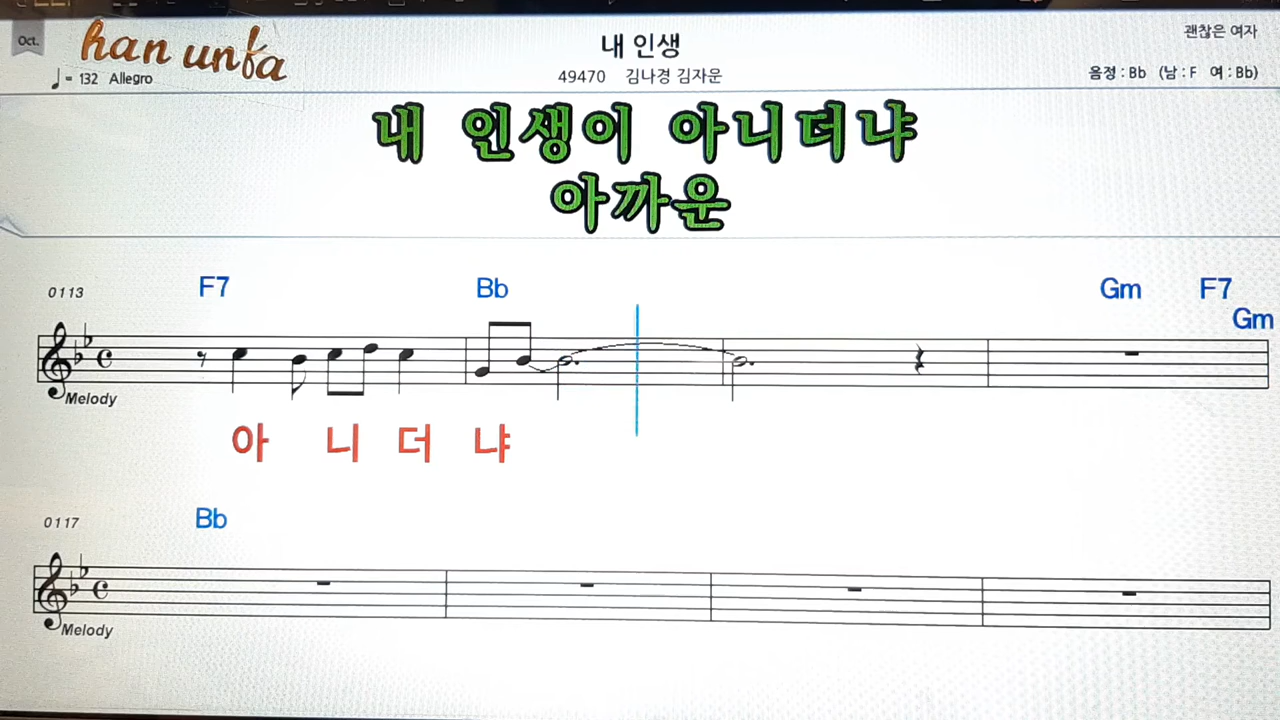 Oct.
han unfa
내 인생
괜찮은 여자
♩= 132 Allegro
49470 김나경 김자운
음정 : Bb (남 : F 여 : Bb)
내 인생이 아니더냐
아까운
0113
F7 Bb Gm F7
Gm
Melody
아 니 더 냐
0117
Bb
Melody